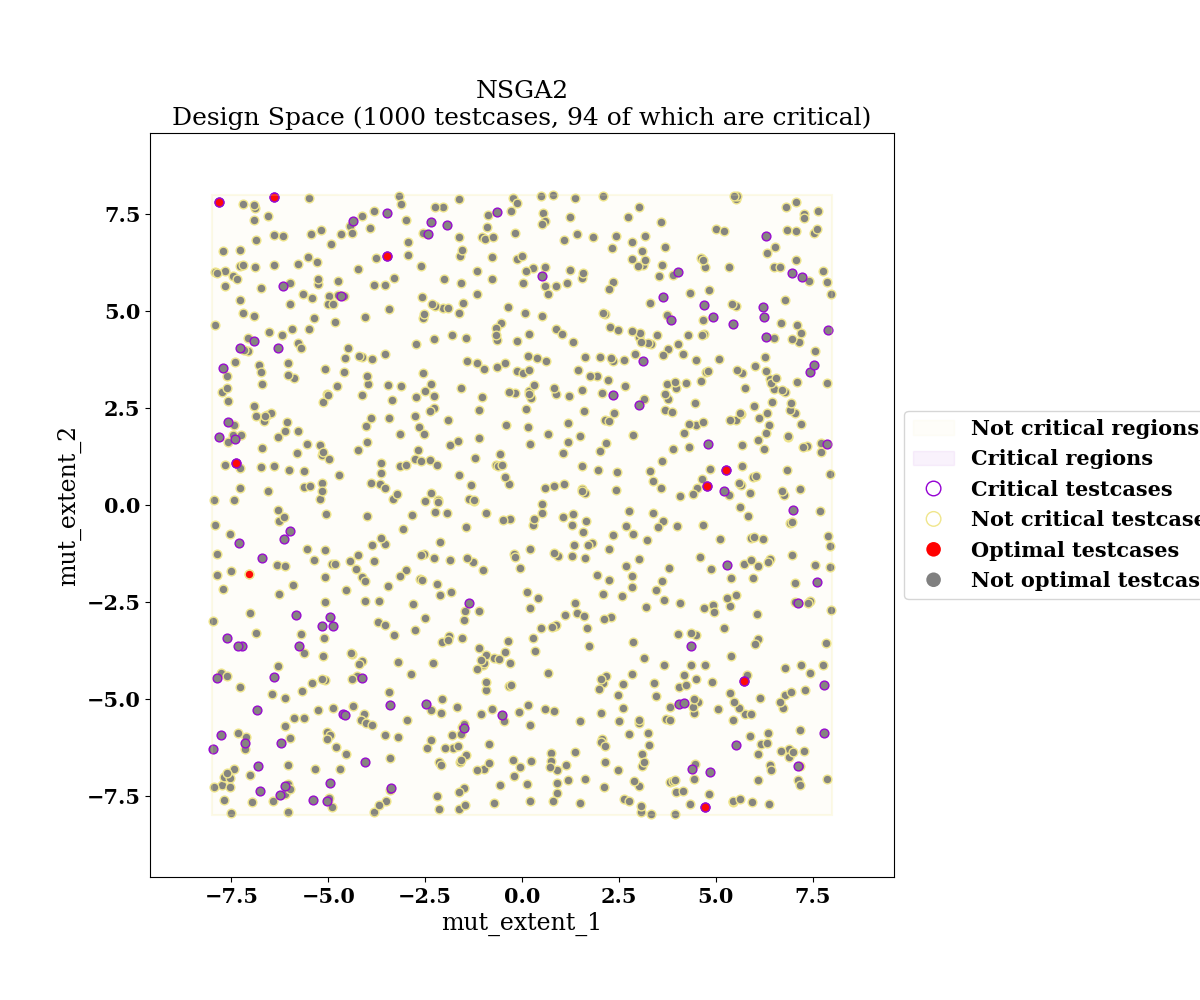 NSGA2
Design Space (1000 testcases, 94 of which are critical)
7.5
5.0
2.5
0.0
−2.5
−5.0
−7.5
mut_extent_2
−7.5 −5.0 −2.5 0.0 2.5 5.0 7.5
mut_extent_1
Not critical regions
Critical regions
Critical testcases
Not critical testcase
Optimal testcases
Not optimal testcas